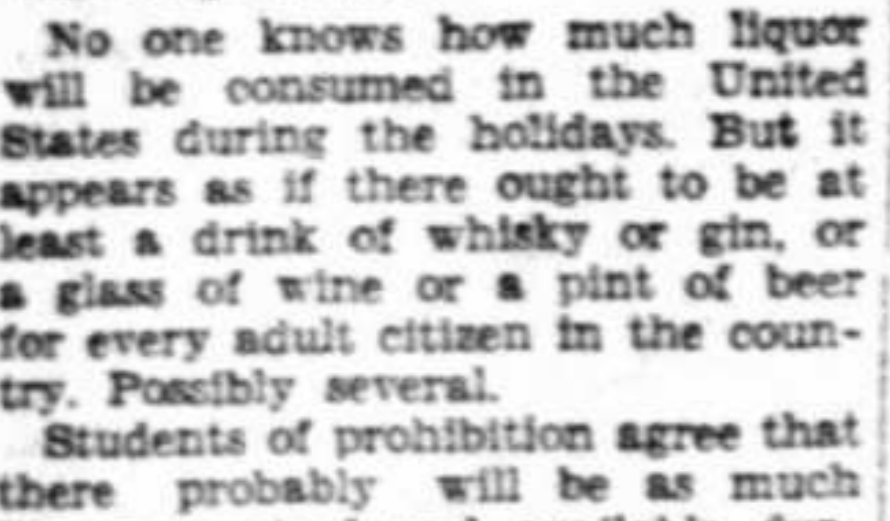 No one knows how much liquor
will be consumed in the United
States during the holidays. But it
appears as if there ought to be at
least a drink of whisky or gin, or
a glass of wine or a pint of beer
for every adult citizen in the coun-
try. Possibly several.
Students of prohibition agree that
there probably will be as much